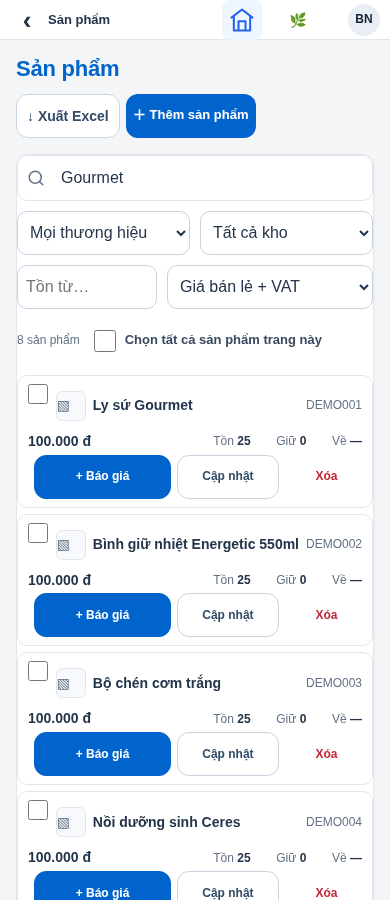 ‹ Sản phẩm BN
Sản phẩm
↓ Xuất Excel + Thêm sản phẩm
Gourmet
Mọi thương hiệu Tất cả kho
Tồn từ… Giá bán lẻ + VAT
8 sản phẩm Chọn tất cả sản phẩm trang này
Ly sứ Gourmet DEMO001
100.000 đ Tồn 25 Giữ 0 Về —
+ Báo giá Cập nhật Xóa
Bình giữ nhiệt Energetic 550ml DEMO002
100.000 đ Tồn 25 Giữ 0 Về —
+ Báo giá Cập nhật Xóa
Bộ chén cơm trắng DEMO003
100.000 đ Tồn 25 Giữ 0 Về —
+ Báo giá Cập nhật Xóa
Nồi dưỡng sinh Ceres DEMO004
100.000 đ Tồn 25 Giữ 0 Về —
+ Báo giá Cập nhật Xóa